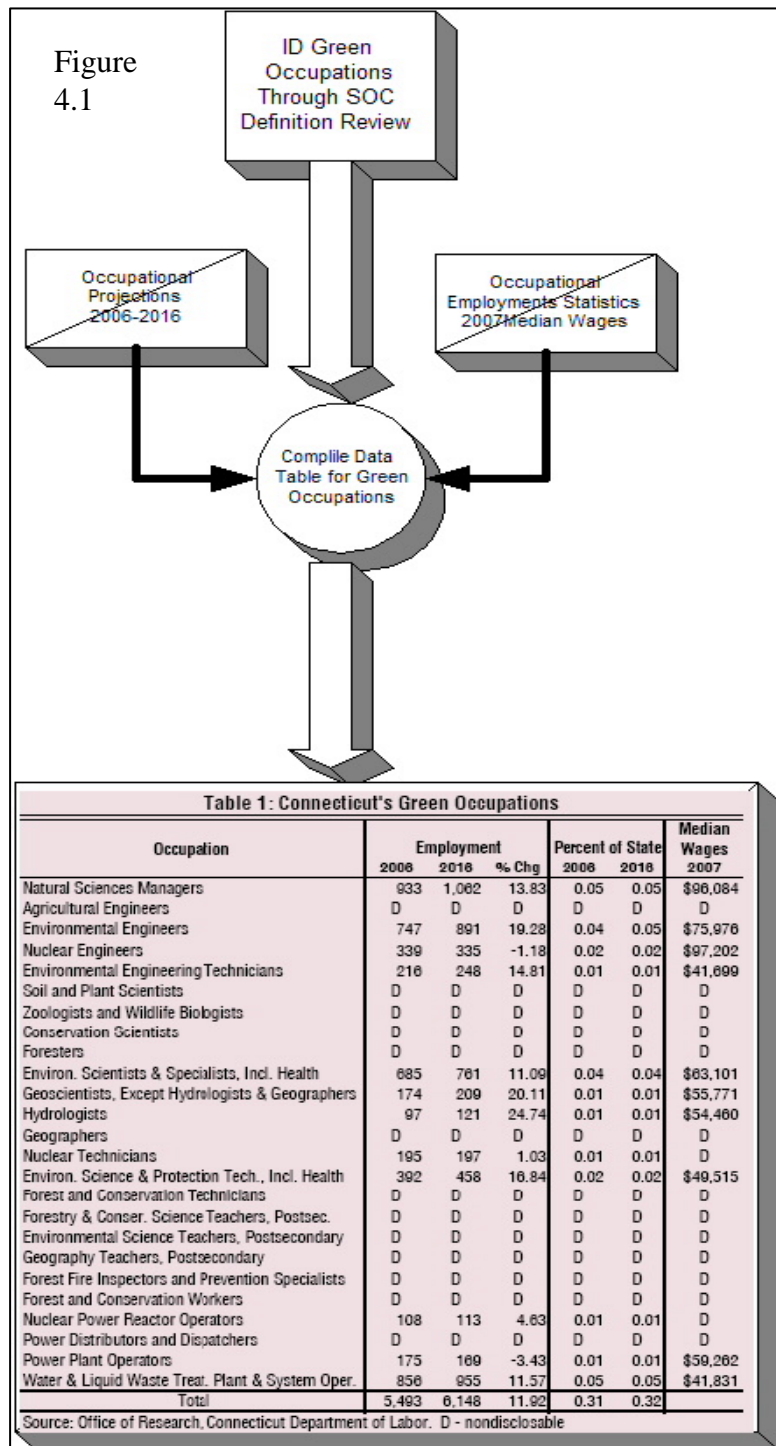 Figure
4.1
ID Green
Occupations
Through SOC
Definition Review
Occupational
Projections
2006-2016
Occupational
Employments Statistics
2007Median Wages
Complile Data
Table for Green
Occupations
Table 1: Connecticut's Green Occupations
Occupation Employment Percent of State Median Wages
2006 2016 % Chg 2006 2016 2007
Natural Sciences Managers 933 1,062 13.83 0.05 0.05 $96,084
Agricultural Engineers D D D D D D
Environmental Engineers 747 891 19.28 0.04 0.05 $75,976
Nuclear Engineers 339 335 -1.18 0.02 0.02 $97,202
Environmental Engineering Technicians 216 248 14.81 0.01 0.01 $41,699
Soil and Plant Scientists D D D D D D
Zoologists and Wildlife Biologists D D D D D D
Conservation Scientists D D D D D D
Foresters D D D D D D
Environ. Scientists & Specialists, Incl. Health 685 761 11.09 0.04 0.04 $63,101
Geoscientists, Except Hydrologists & Geographers 174 209 20.11 0.01 0.01 $55,771
Hydrologists 97 121 24.74 0.01 0.01 $54,460
Geographers D D D D D D
Nuclear Technicians 195 197 1.03 0.01 0.01 D
Environ. Science & Protection Tech., Incl. Health 392 458 16.84 0.02 0.02 $49,515
Forest and Conservation Technicians D D D D D D
Forestry & Conser. Science Teachers, Postsec. D D D D D D
Environmental Science Teachers, Postsecondary D D D D D D
Geography Teachers, Postsecondary D D D D D D
Forest Fire Inspectors and Prevention Specialists D D D D D D
Forest and Conservation Workers D D D D D D
Nuclear Power Reactor Operators 108 113 4.63 0.01 0.01 D
Power Distributors and Dispatchers D D D D D D
Power Plant Operators 175 169 -3.43 0.01 0.01 $59,262
Water & Liquid Waste Treat. Plant & System Oper. 856 955 11.57 0.05 0.05 $41,831
Total 5,493 6,148 11.92 0.31 0.32
Source: Office of Research, Connecticut Department of Labor. D - nondisclosable